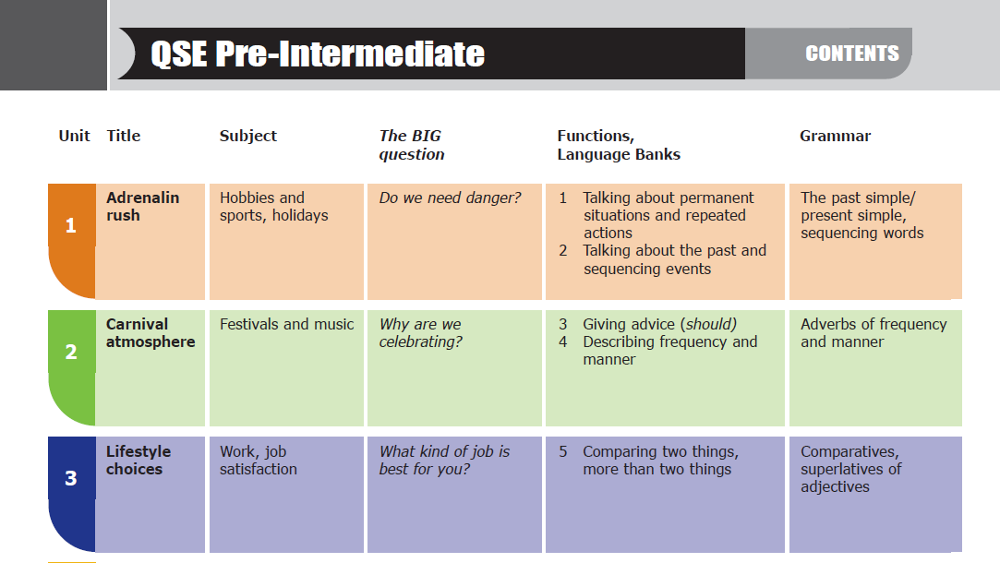 QSE Pre-Intermediate
CONTENTS
Unit
Title
Subject
The BIG
question
Functions,
Language Banks
Grammar
1
Adrenalin
rush
Hobbies and
sports, holidays
Do we need danger?
1 Talking about permanent
situations and repeated
actions
2 Talking about the past and
sequencing events
The past simple/
present simple,
sequencing words
2
Carnival
atmosphere
Festivals and music
Why are we
celebrating?
3 Giving advice (should)
4 Describing frequency and
manner
Adverbs of frequency
and manner
3
Lifestyle
choices
Work, job
satisfaction
What kind of job is
best for you?
5 Comparing two things,
more than two things
Comparatives,
superlatives of
adjectives